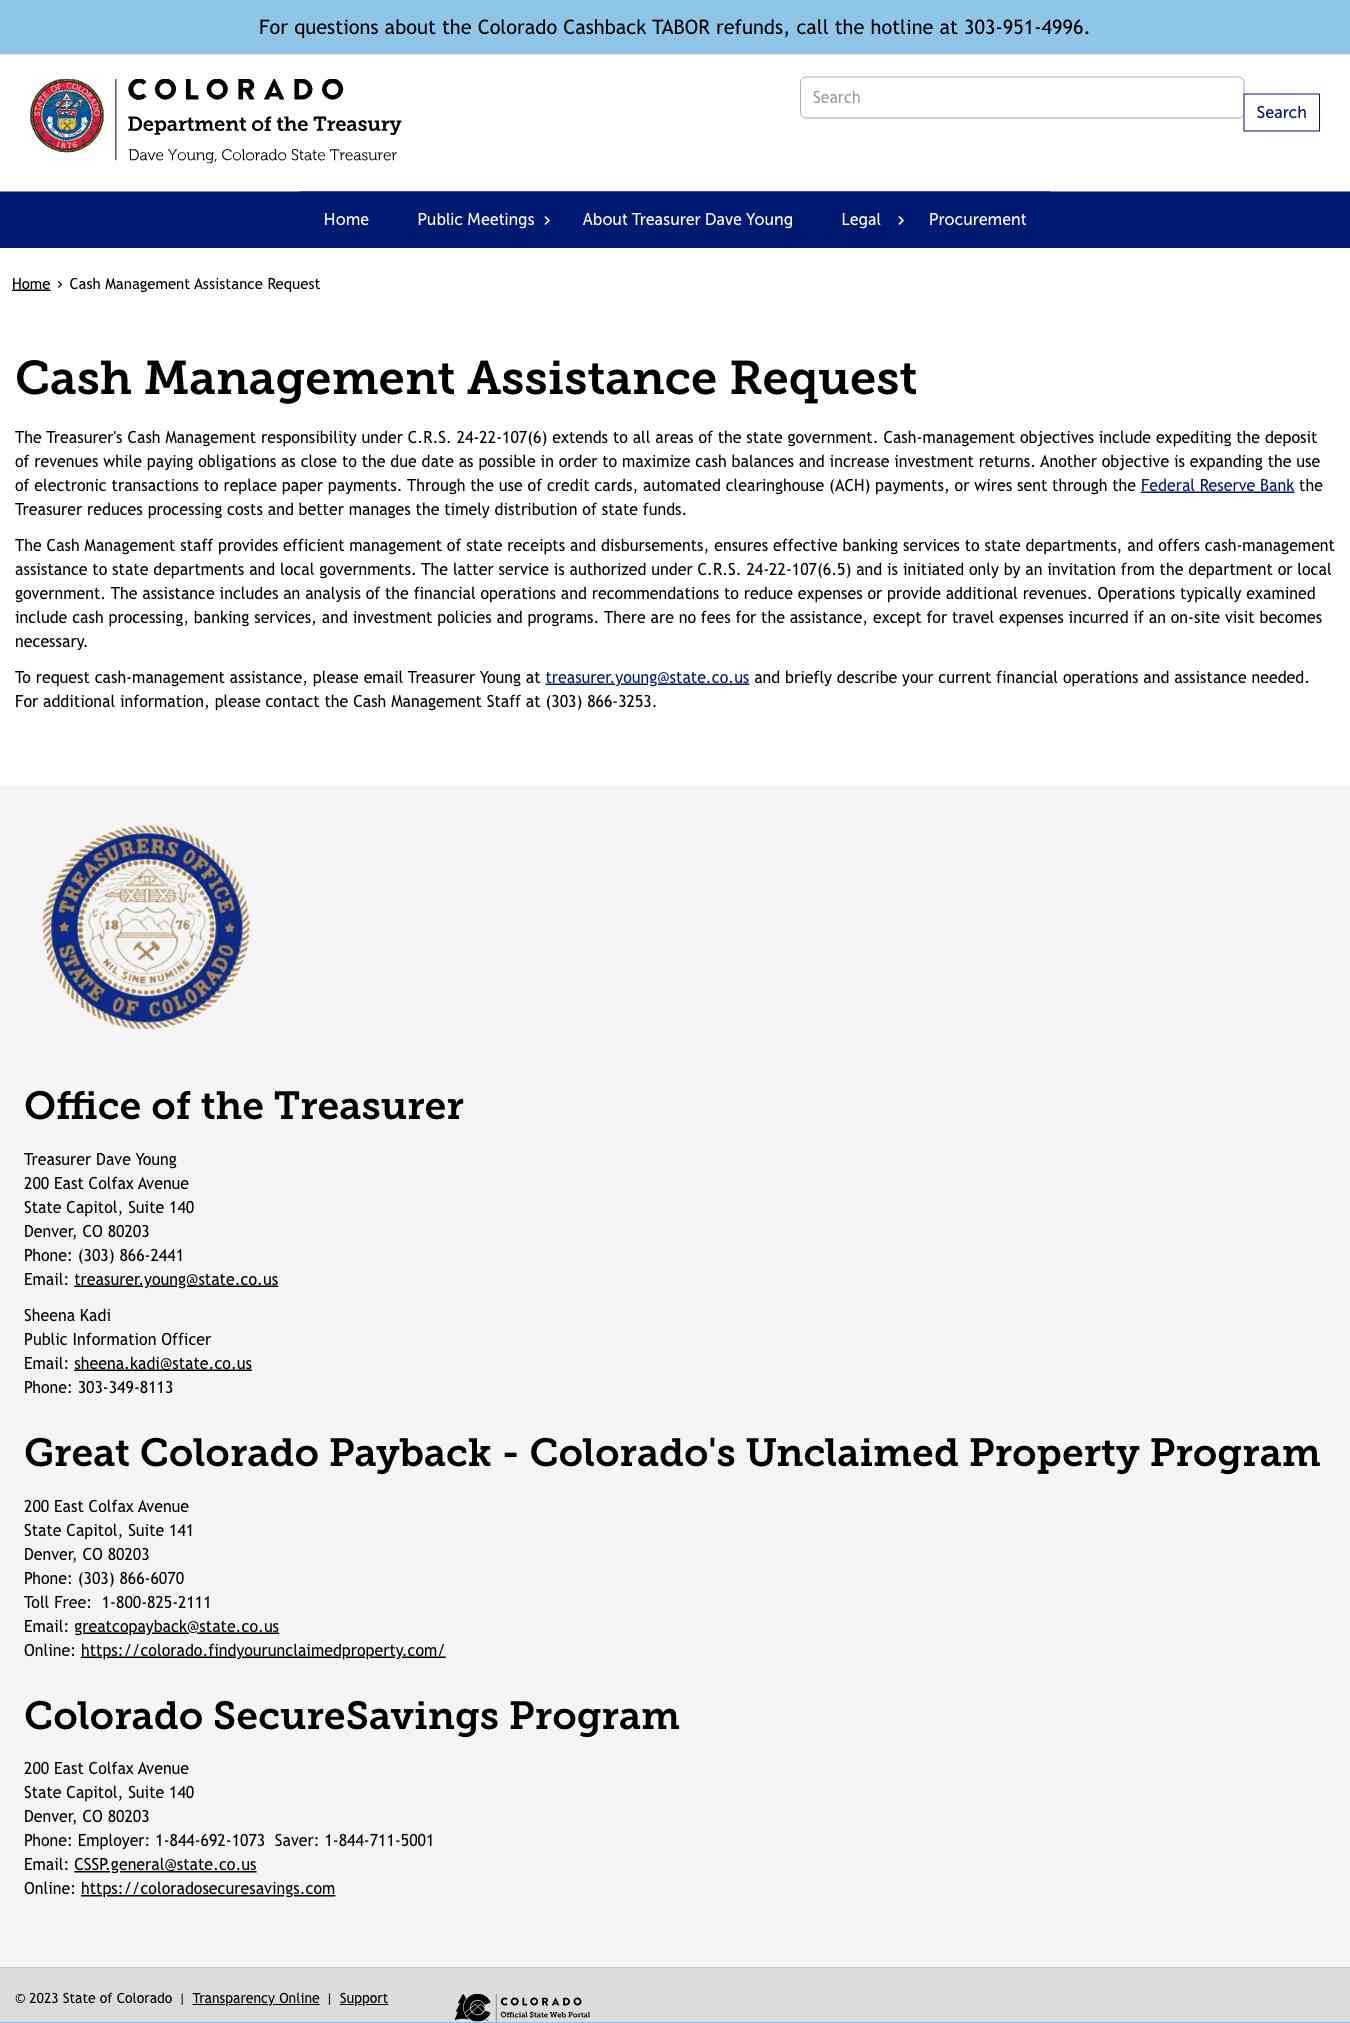 For questions about the Colorado Cashback TABOR refunds, call the hotline at 303-951-4996.
STATE OF COLORADO
1876
COLORADO
Department of the Treasury
Dave Young, Colorado State Treasurer
Search
Search
Home Public Meetings About Treasurer Dave Young Legal Procurement
Home › Cash Management Assistance Request
Cash Management Assistance Request
The Treasurer's Cash Management responsibility under C.R.S. 24-22-107(6) extends to all areas of the state government. Cash-management objectives include expediting the deposit
of revenues while paying obligations as close to the due date as possible in order to maximize cash balances and increase investment returns. Another objective is expanding the use
of electronic transactions to replace paper payments. Through the use of credit cards, automated clearinghouse (ACH) payments, or wires sent through the Federal Reserve Bank the
Treasurer reduces processing costs and better manages the timely distribution of state funds.
The Cash Management staff provides efficient management of state receipts and disbursements, ensures effective banking services to state departments, and offers cash-management
assistance to state departments and local governments. The latter service is authorized under C.R.S. 24-22-107(6.5) and is initiated only by an invitation from the department or local
government. The assistance includes an analysis of the financial operations and recommendations to reduce expenses or provide additional revenues. Operations typically examined
include cash processing, banking services, and investment policies and programs. There are no fees for the assistance, except for travel expenses incurred if an on-site visit becomes
necessary.
To request cash-management assistance, please email Treasurer Young at treasurer.young@state.co.us and briefly describe your current financial operations and assistance needed.
For additional information, please contact the Cash Management Staff at (303) 866-3253.
TREASURERS OFFICE
18 76
NIL SINE NUMINE
STATE OF COLORADO
Office of the Treasurer
Treasurer Dave Young
200 East Colfax Avenue
State Capitol, Suite 140
Denver, CO 80203
Phone: (303) 866-2441
Email: treasurer.young@state.co.us
Sheena Kadi
Public Information Officer
Email: sheena.kadi@state.co.us
Phone: 303-349-8113
Great Colorado Payback - Colorado's Unclaimed Property Program
200 East Colfax Avenue
State Capitol, Suite 141
Denver, CO 80203
Phone: (303) 866-6070
Toll Free: 1-800-825-2111
Email: greatcopayback@state.co.us
Online: https://colorado.findyourunclaimedproperty.com/
Colorado SecureSavings Program
200 East Colfax Avenue
State Capitol, Suite 140
Denver, CO 80203
Phone: Employer: 1-844-692-1073 Saver: 1-844-711-5001
Email: CSSP.general@state.co.us
Online: https://coloradosecuresavings.com
© 2023 State of Colorado | Transparency Online | Support
COLORADO
Official State Web Portal